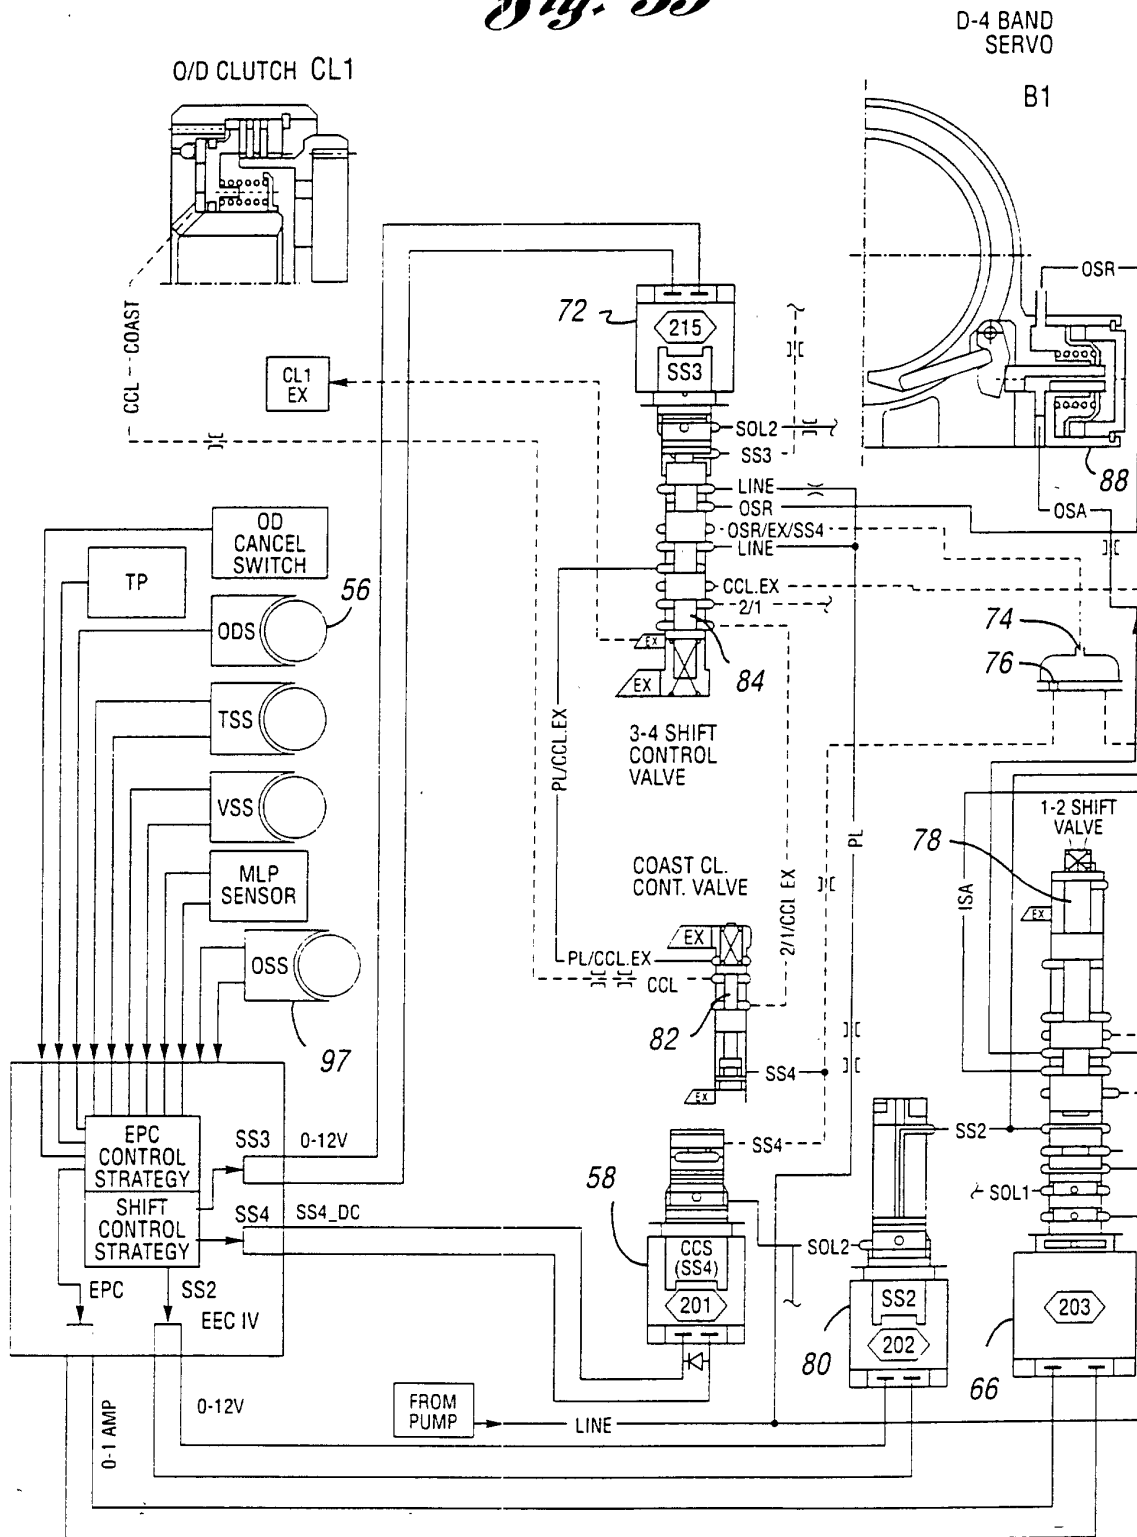 Fig. 33
D-4 BAND
SERVO
B1
O/D CLUTCH CL1
OSR
72
215
SS3
CCL -- COAST
CL1
EX
SOL2
SS3
LINE
OSR
OSR/EX/SS4
LINE
CCL.EX
2/1
EX
EX
84
88
OSA
OD
CANCEL
SWITCH
TP
56
ODS
TSS
VSS
MLP
SENSOR
OSS
97
74
76
3-4 SHIFT
CONTROL
VALVE
PL/CCL.EX
PL
1-2 SHIFT
VALVE
78
COAST CL.
CONT. VALVE
2/1/CCL EX
ISA
EX
EX
PL/CCL.EX
CCL
82
SS4
EX
EPC
CONTROL
STRATEGY
SS3
0-12V
SHIFT
CONTROL
STRATEGY
SS4
SS4_DC
SS4
58
SS2
SOL1
SOL2
CCS
(SS4)
201
SS2
202
80
203
66
EPC
SS2
EEC IV
0-1 AMP
0-12V
FROM
PUMP
LINE